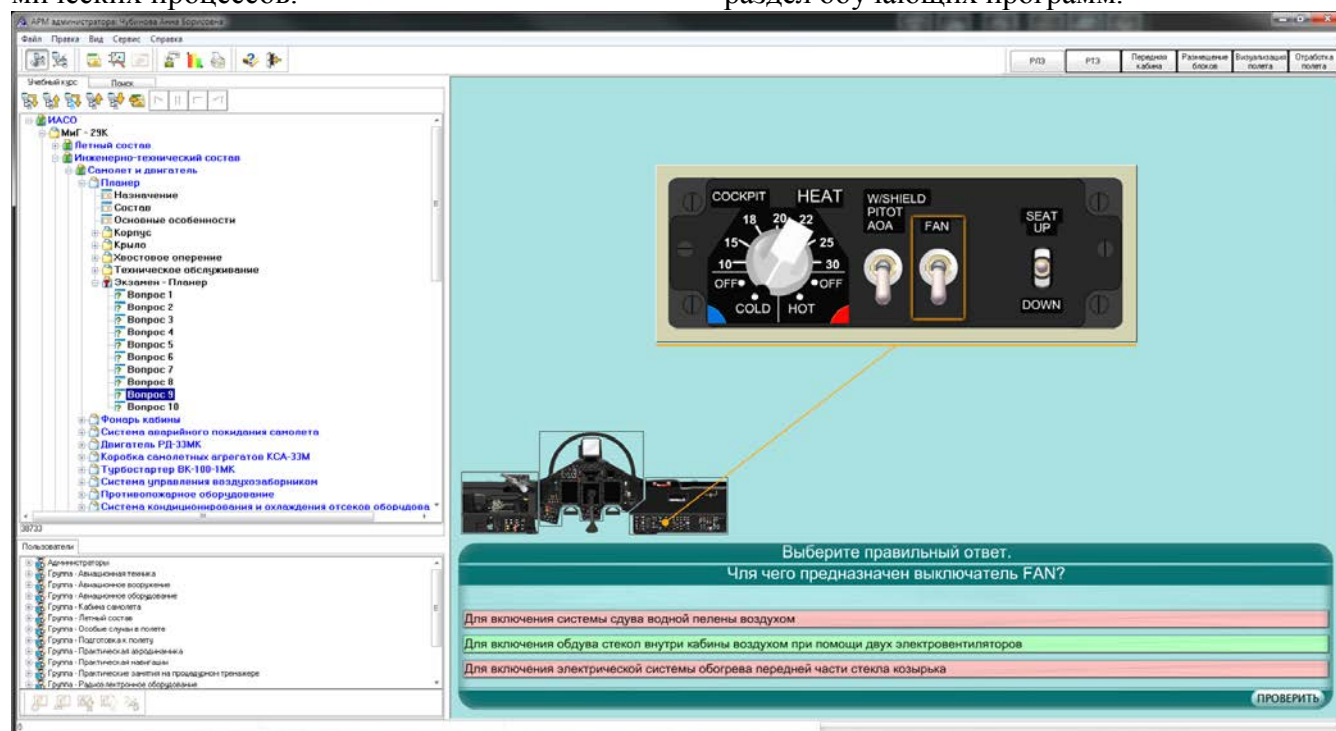 мических процессов.
раздел обучающих программ.
АРМ администратора: Чубинова Анна Борисовна
Файл Правка Вид Сервис Справка
РЛЭ
РТЭ
Передняя кабина
Размещение блоков
Визуализация полета
Отработка полета
Учебный курс
Поиск
ИАСО
МиГ - 29К
Летный состав
Инженерно-технический состав
Самолет и двигатель
Планер
Назначение
Состав
Основные особенности
Корпус
Крыло
Хвостовое оперение
Техническое обслуживание
Экзамен - Планер
Вопрос 1
Вопрос 2
Вопрос 3
Вопрос 4
Вопрос 5
Вопрос 6
Вопрос 7
Вопрос 8
Вопрос 9
Вопрос 10
Фонарь кабины
Система аварийного покидания самолета
Двигатель РД-33МК
Коробка самолетных агрегатов КСА-33М
Турбостартер ВК-100-1МК
Система управления воздухозаборником
Противопожарное оборудование
Система кондиционирования и охлаждения отсеков оборудова
38733
Пользователи
Администраторы
Группа - Авиационная техника
Группа - Авиационное вооружение
Группа - Авиационное оборудование
Группа - Кабина самолета
Группа - Летный состав
Группа - Особые случаи в полете
Группа - Подготовка к полету
Группа - Практическая аэродинамика
Группа - Практическая навигация
Группа - Практические занятия на процедурном тренажере
Группа - Радиоэлектронное оборудование
0
COCKPIT HEAT
18 20 22
15 25
10 30
OFF OFF
COLD HOT
W/SHIELD
PITOT
AOA
FAN
SEAT
UP
DOWN
Выберите правильный ответ.
Чля чего предназначен выключатель FAN?
Для включения системы сдува водной пелены воздухом
Для включения обдува стекол внутри кабины воздухом при помощи двух электровентиляторов
Для включения электрической системы обогрева передней части стекла козырька
ПРОВЕРИТЬ